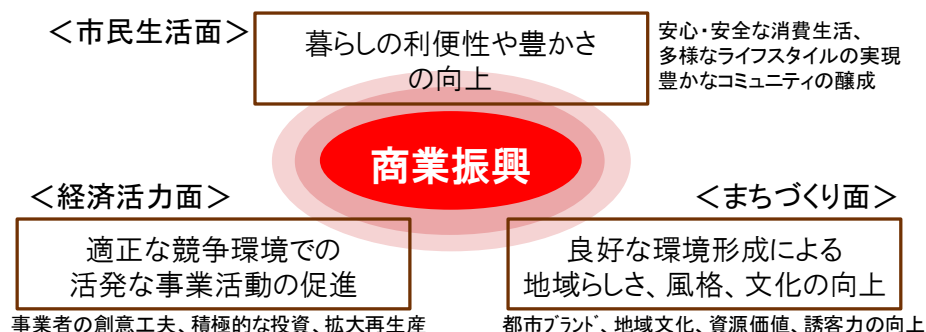 ＜市民生活面＞
暮らしの利便性や豊かさ
の向上
安心・安全な消費生活、
多様なライフスタイルの実現
豊かなコミュニティの醸成
商業振興
＜経済活力面＞
適正な競争環境での
活発な事業活動の促進
事業者の創意工夫、積極的な投資、拡大再生産
＜まちづくり面＞
良好な環境形成による
地域らしさ、風格、文化の向上
都市ﾌﾞﾗﾝﾄﾞ、地域文化、資源価値、誘客力の向上